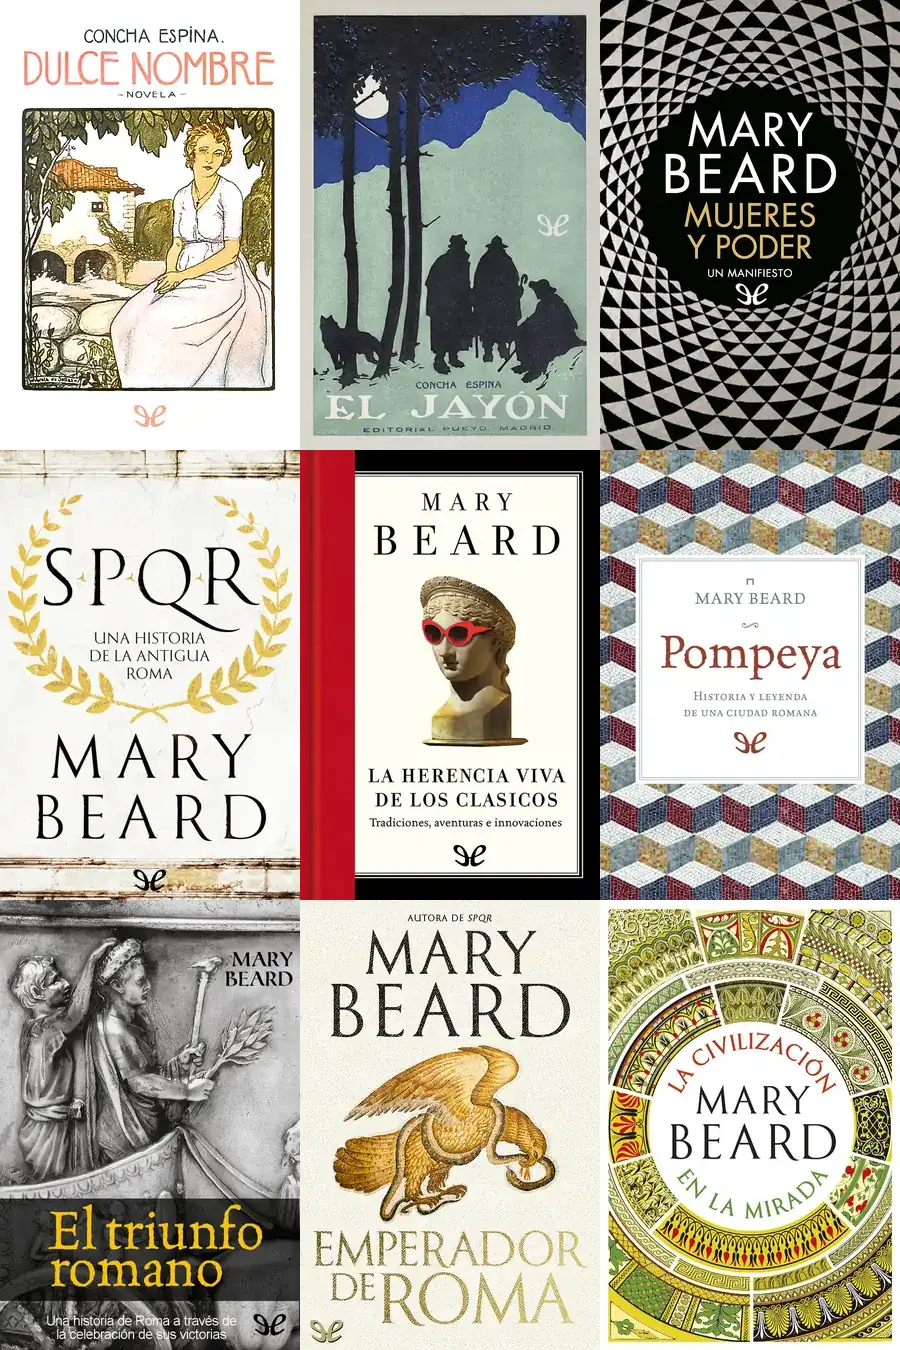 CONCHA ESPINA.
DULCE NOMBRE
- NOVELA -
CONCHA ESPINA
EL JAYÓN
EDITORIAL PUEYO. MADRID.
MARY
BEARD
MUJERES
Y PODER
UN MANIFIESTO
SPQR
UNA HISTORIA
DE LA ANTIGUA
ROMA
MARY
BEARD
MARY
BEARD
LA HERENCIA VIVA
DE LOS CLASICOS
Tradiciones, aventuras e innovaciones
MARY BEARD
Pompeya
HISTORIA Y LEYENDA
DE UNA CIUDAD ROMANA
MARY
BEARD
El triunfo
romano
Una historia de Roma a través de
la celebración de sus victorias
AUTORA DE SPQR
MARY
BEARD
EMPERADOR
DE ROMA
LA CIVILIZACIÓN
MARY
BEARD
EN LA MIRADA